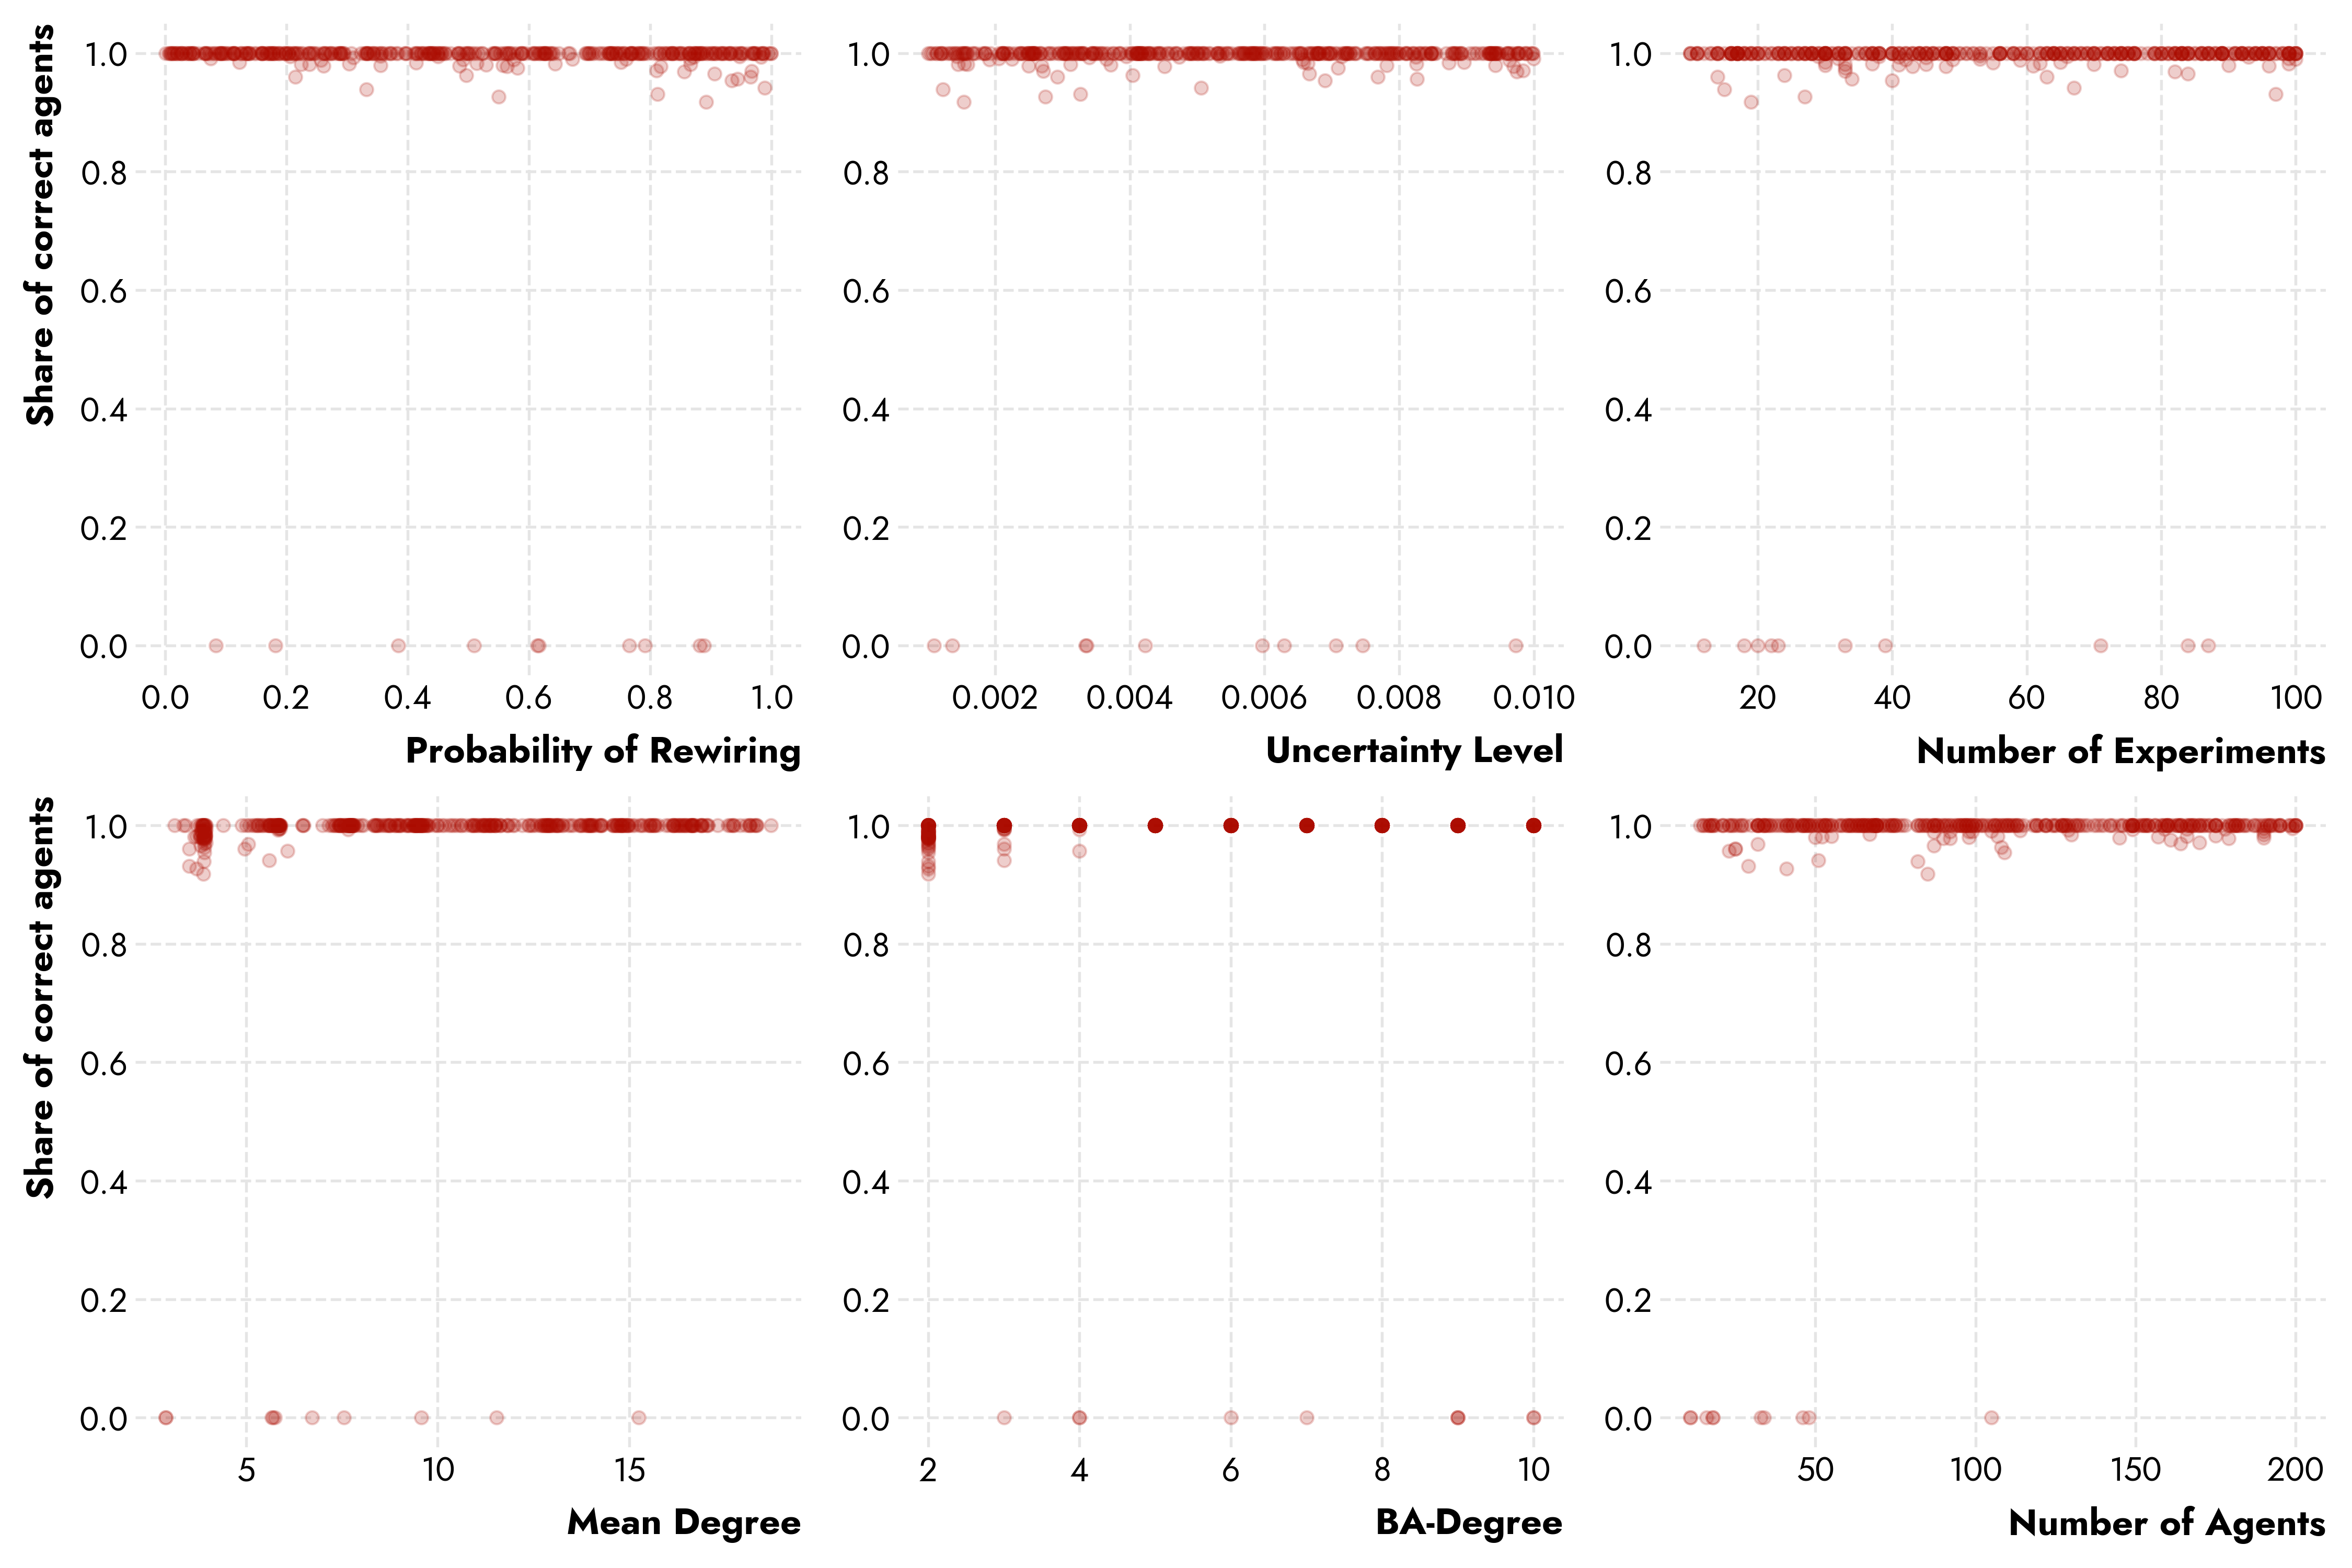 Share of correct agents
1.0
0.8
0.6
0.4
0.2
0.0
0.0 0.2 0.4 0.6 0.8 1.0
Probability of Rewiring
1.0
0.8
0.6
0.4
0.2
0.0
0.002 0.004 0.006 0.008 0.010
Uncertainty Level
1.0
0.8
0.6
0.4
0.2
0.0
20 40 60 80 100
Number of Experiments
Share of correct agents
1.0
0.8
0.6
0.4
0.2
0.0
5 10 15
Mean Degree
1.0
0.8
0.6
0.4
0.2
0.0
2 4 6 8 10
BA-Degree
1.0
0.8
0.6
0.4
0.2
0.0
50 100 150 200
Number of Agents